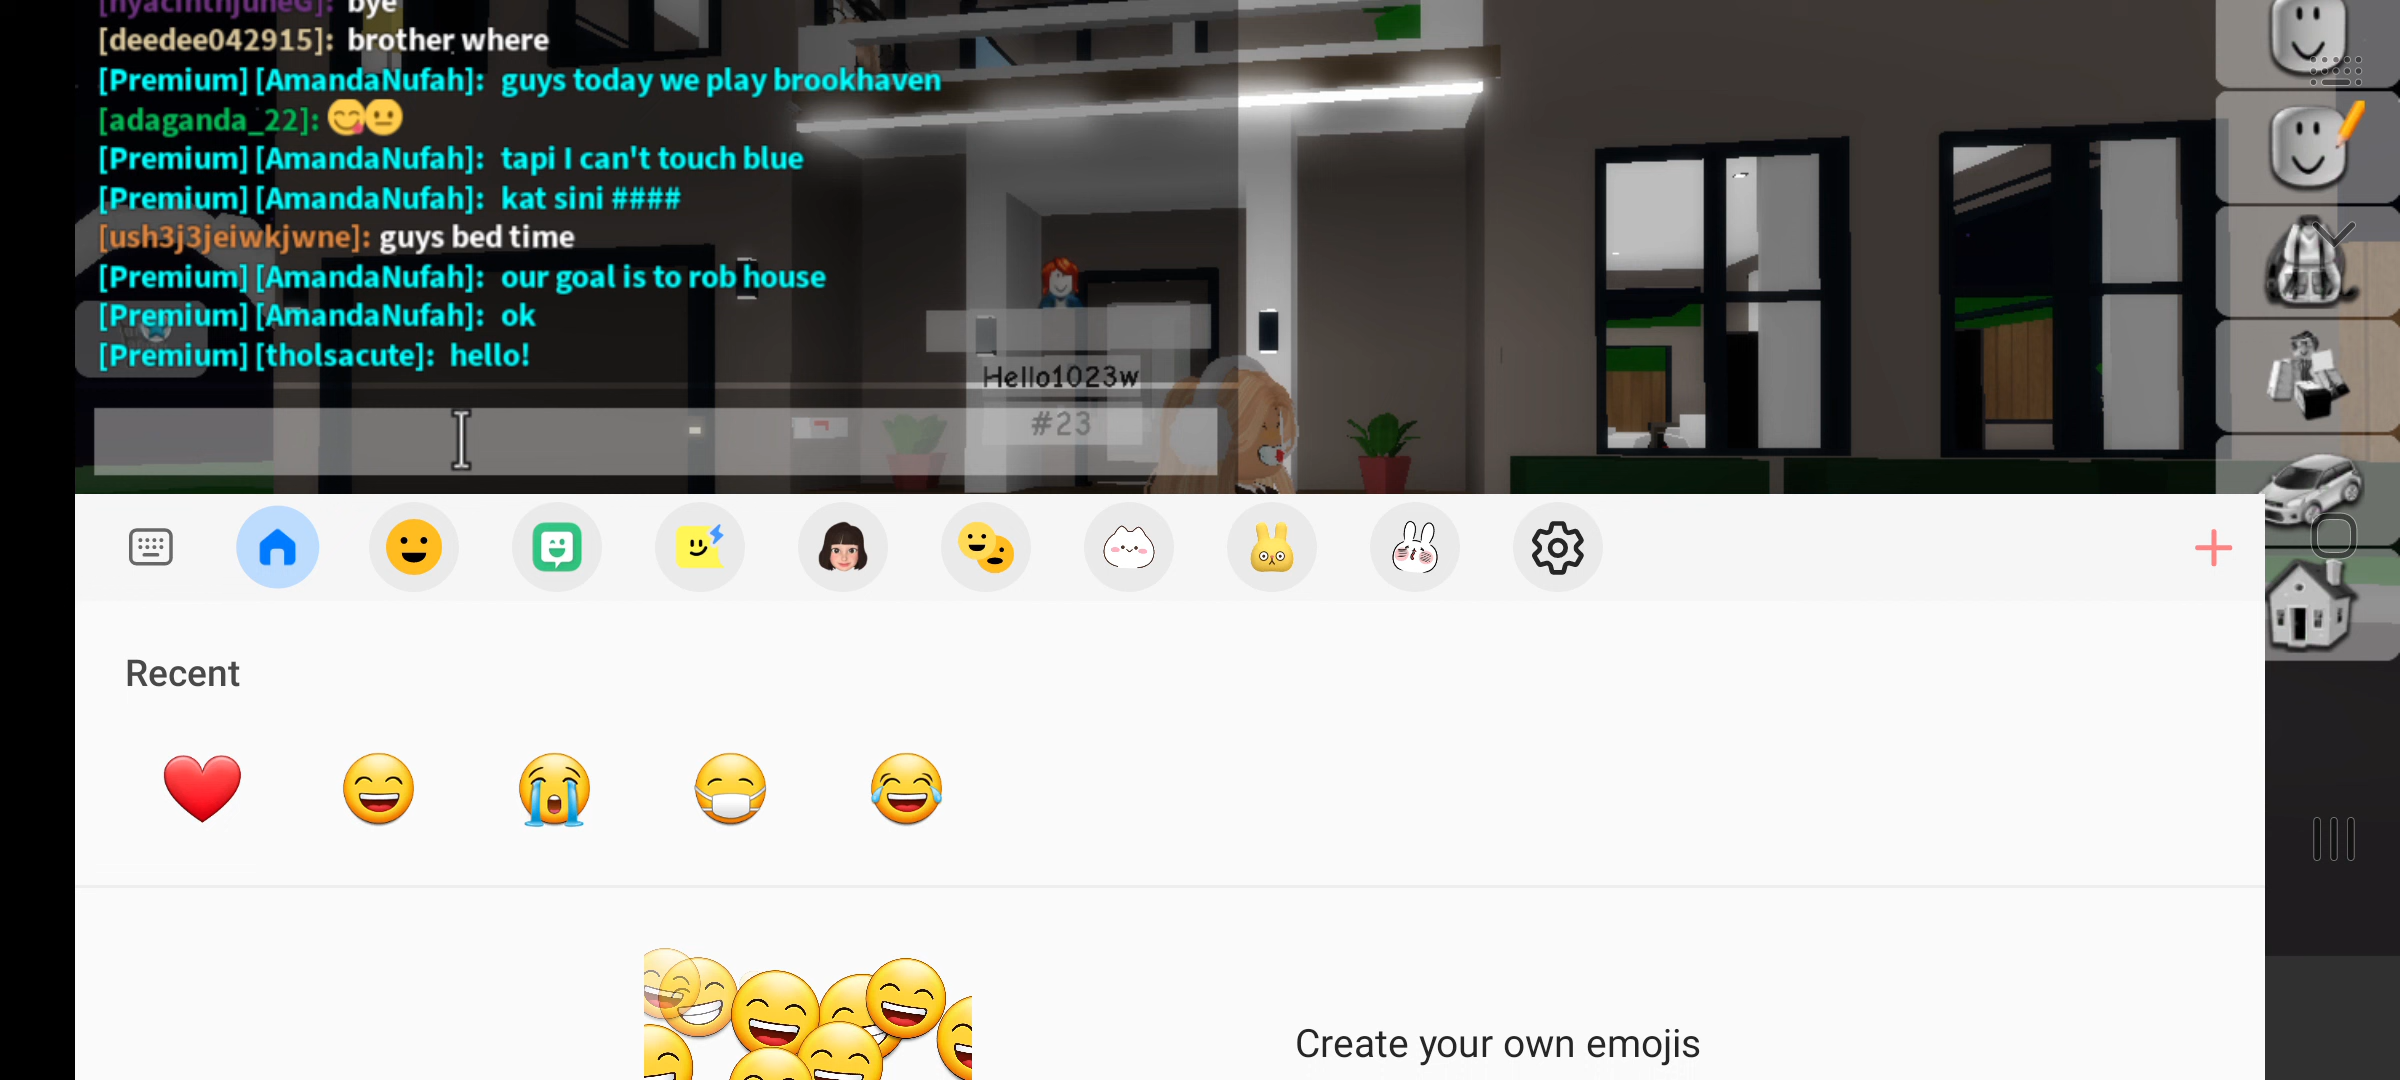 [hyacinthjuneG]: bye
[deedee042915]: brother where
[Premium] [AmandaNufah]: guys today we play brookhaven
[adaganda_22]: 😋😐
[Premium] [AmandaNufah]: tapi I can't touch blue
[Premium] [AmandaNufah]: kat sini ####
[ush3j3jeiwkjwne]: guys bed time
[Premium] [AmandaNufah]: our goal is to rob house
[Premium] [AmandaNufah]: ok
[Premium] [tholsacute]: hello!
Hello1023w
#23
Recent
Create your own emojis